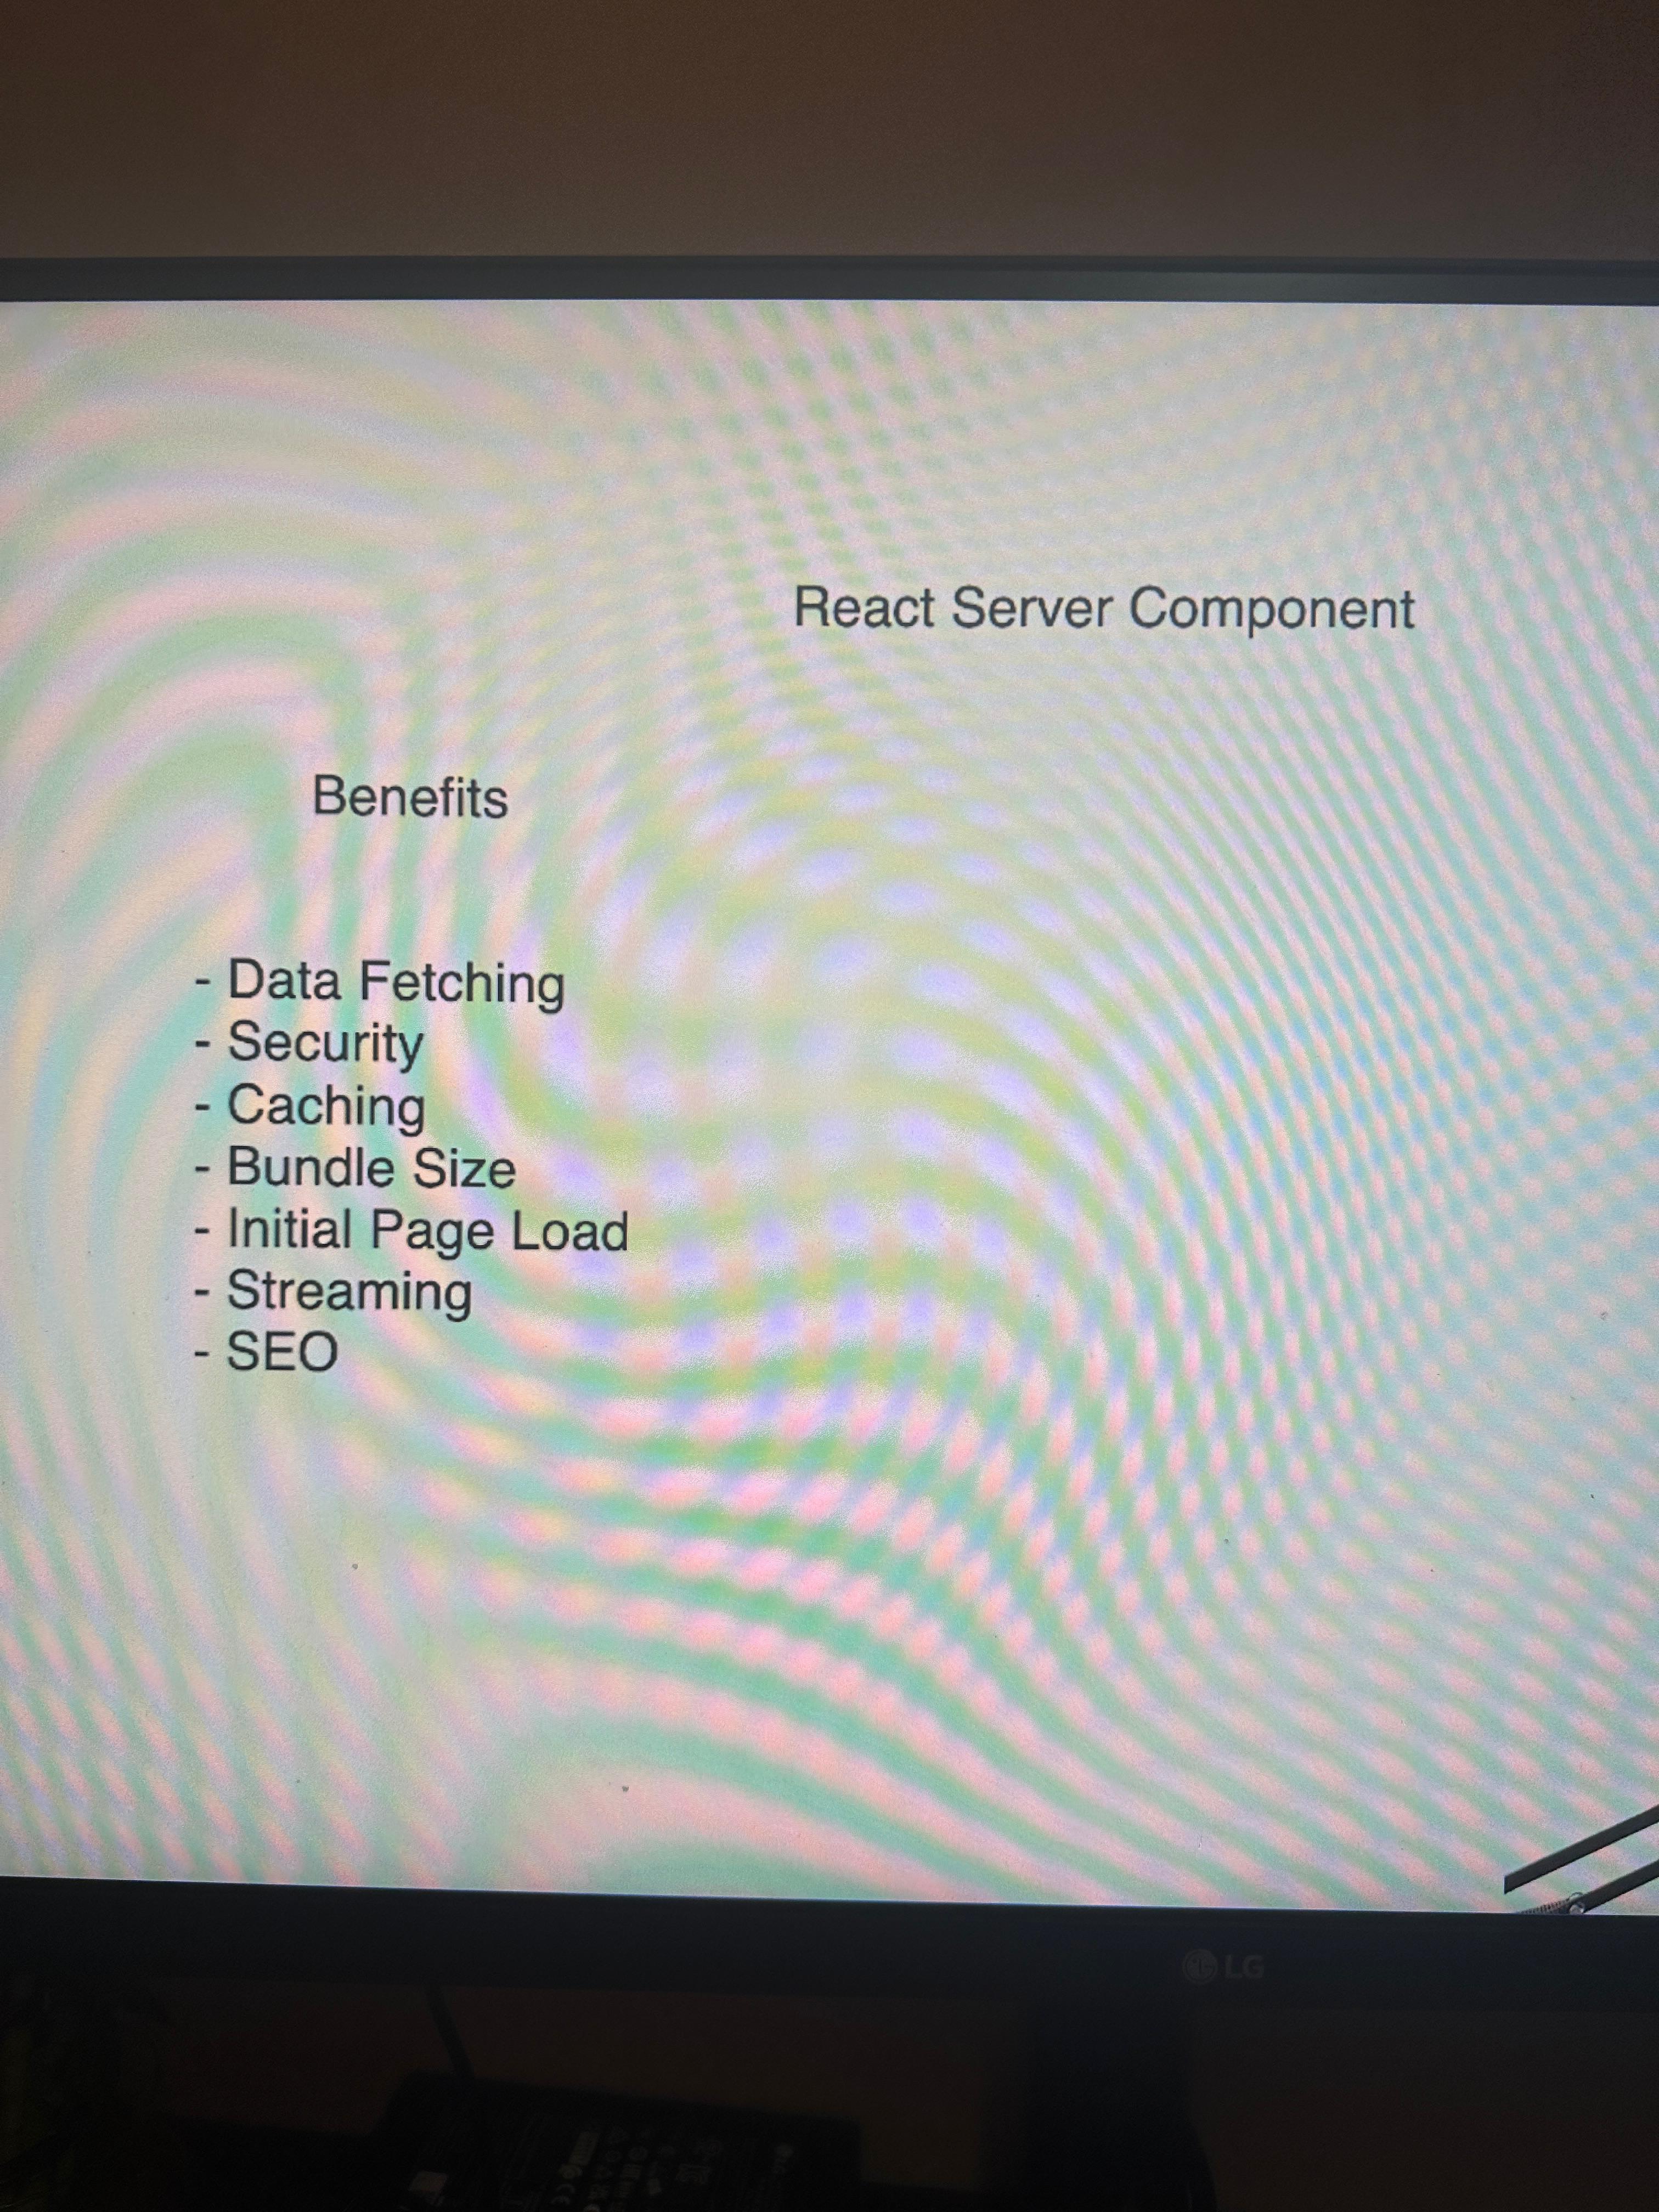 React Server Component
Benefits
- Data Fetching
- Security
- Caching
- Bundle Size
- Initial Page Load
- Streaming
- SEO
LG